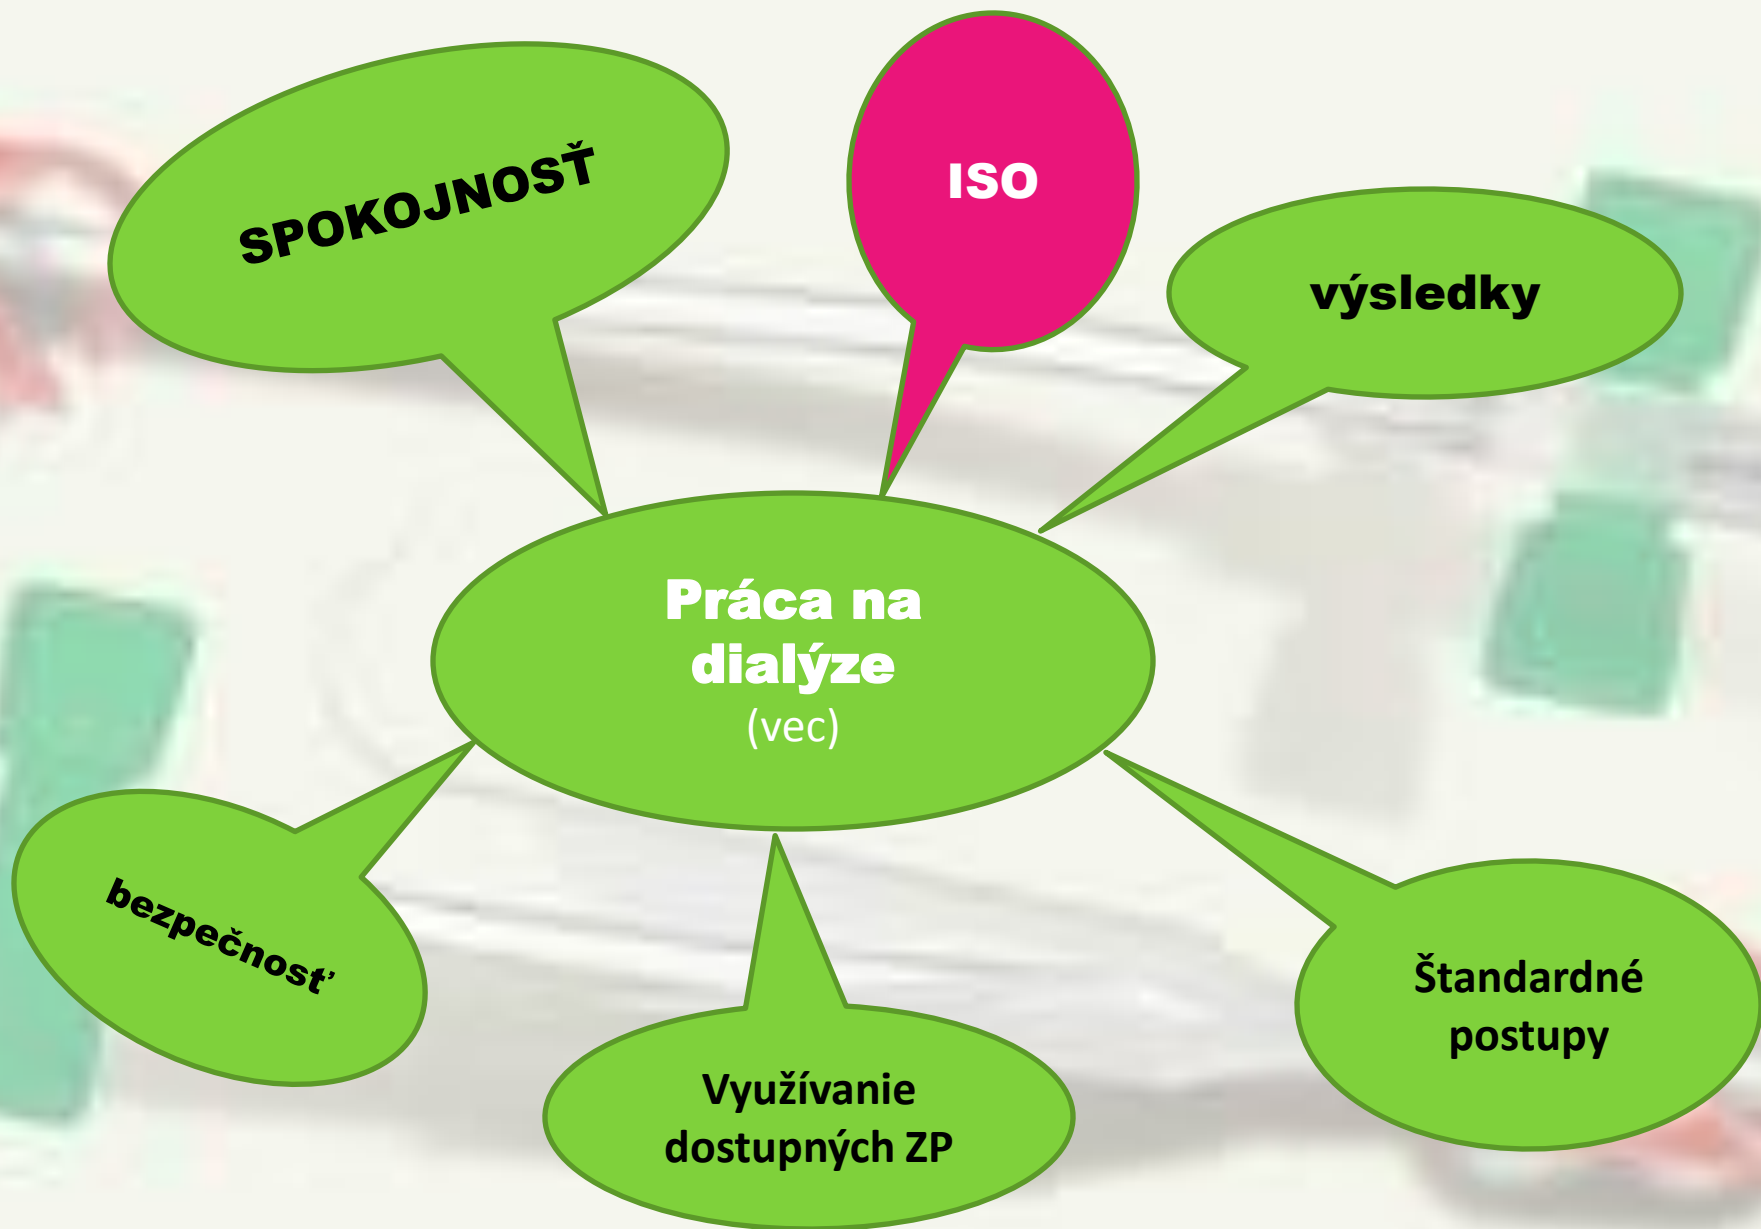 SPOKOJNOSŤ
ISO
výsledky
Práca na
dialýze
(vec)
bezpečnosť
Využívanie
dostupných ZP
Štandardné
postupy